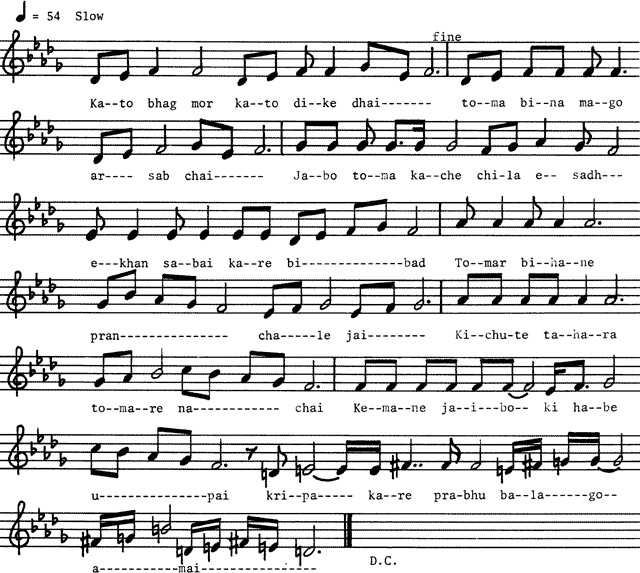 = 54 Slow
fine
Ka--to bhag mor ka--to di--ke dhai------- to--ma bi--na ma--go
ar---- sab chai------- Ja--bo to--ma ka--che chi-la e-- sadh---
e---khan sa--bai ka--re bi-------------bad To--mar bi--ha--ne
pran---------------- cha---le jai-------- Ki--chu-te ta--ha--ra
to--ma--re na------------ chai Ke--ma--ne ja--i---bo-- ki ha--be
u--------------pai kri--pa----- ka--re pra-bhu ba--la------go--
a-----------mai-----------------
D.C.